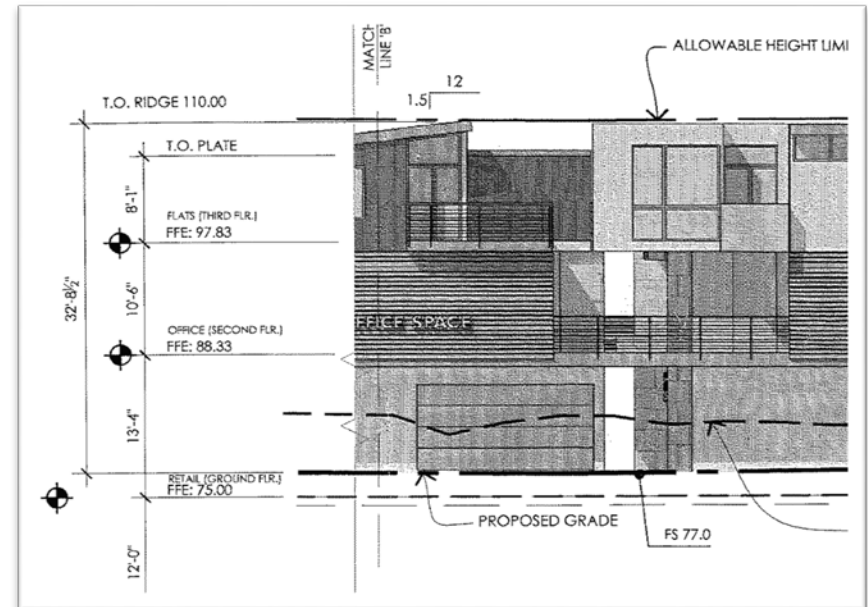 MATCH
LINE 'B'
ALLOWABLE HEIGHT LIMI
12
1.5
T.O. RIDGE 110.00
T.O. PLATE
8'-1"
FLATS (THIRD FLR.)
FFE: 97.83
32'-8½"
10'-6"
OFFICE SPACE
OFFICE (SECOND FLR.)
FFE: 88.33
13'-4"
RETAIL (GROUND FLR.)
FFE: 75.00
PROPOSED GRADE
FS 77.0
12'-0"